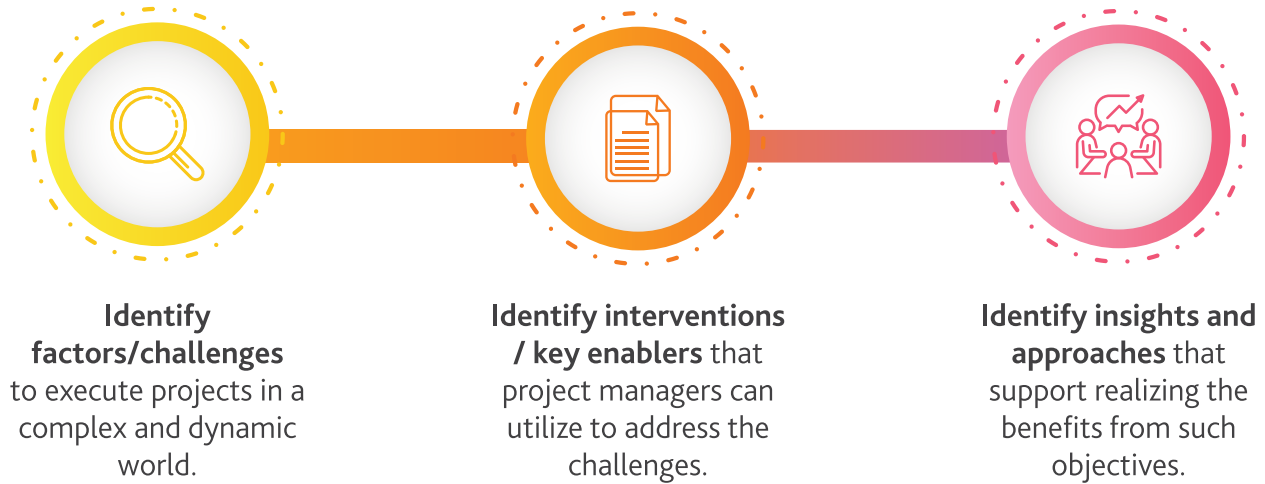 Identify
factors/challenges
to execute projects in a
complex and dynamic
world.
Identify interventions
/ key enablers that
project managers can
utilize to address the
challenges.
Identify insights and
approaches that
support realizing the
benefits from such
objectives.